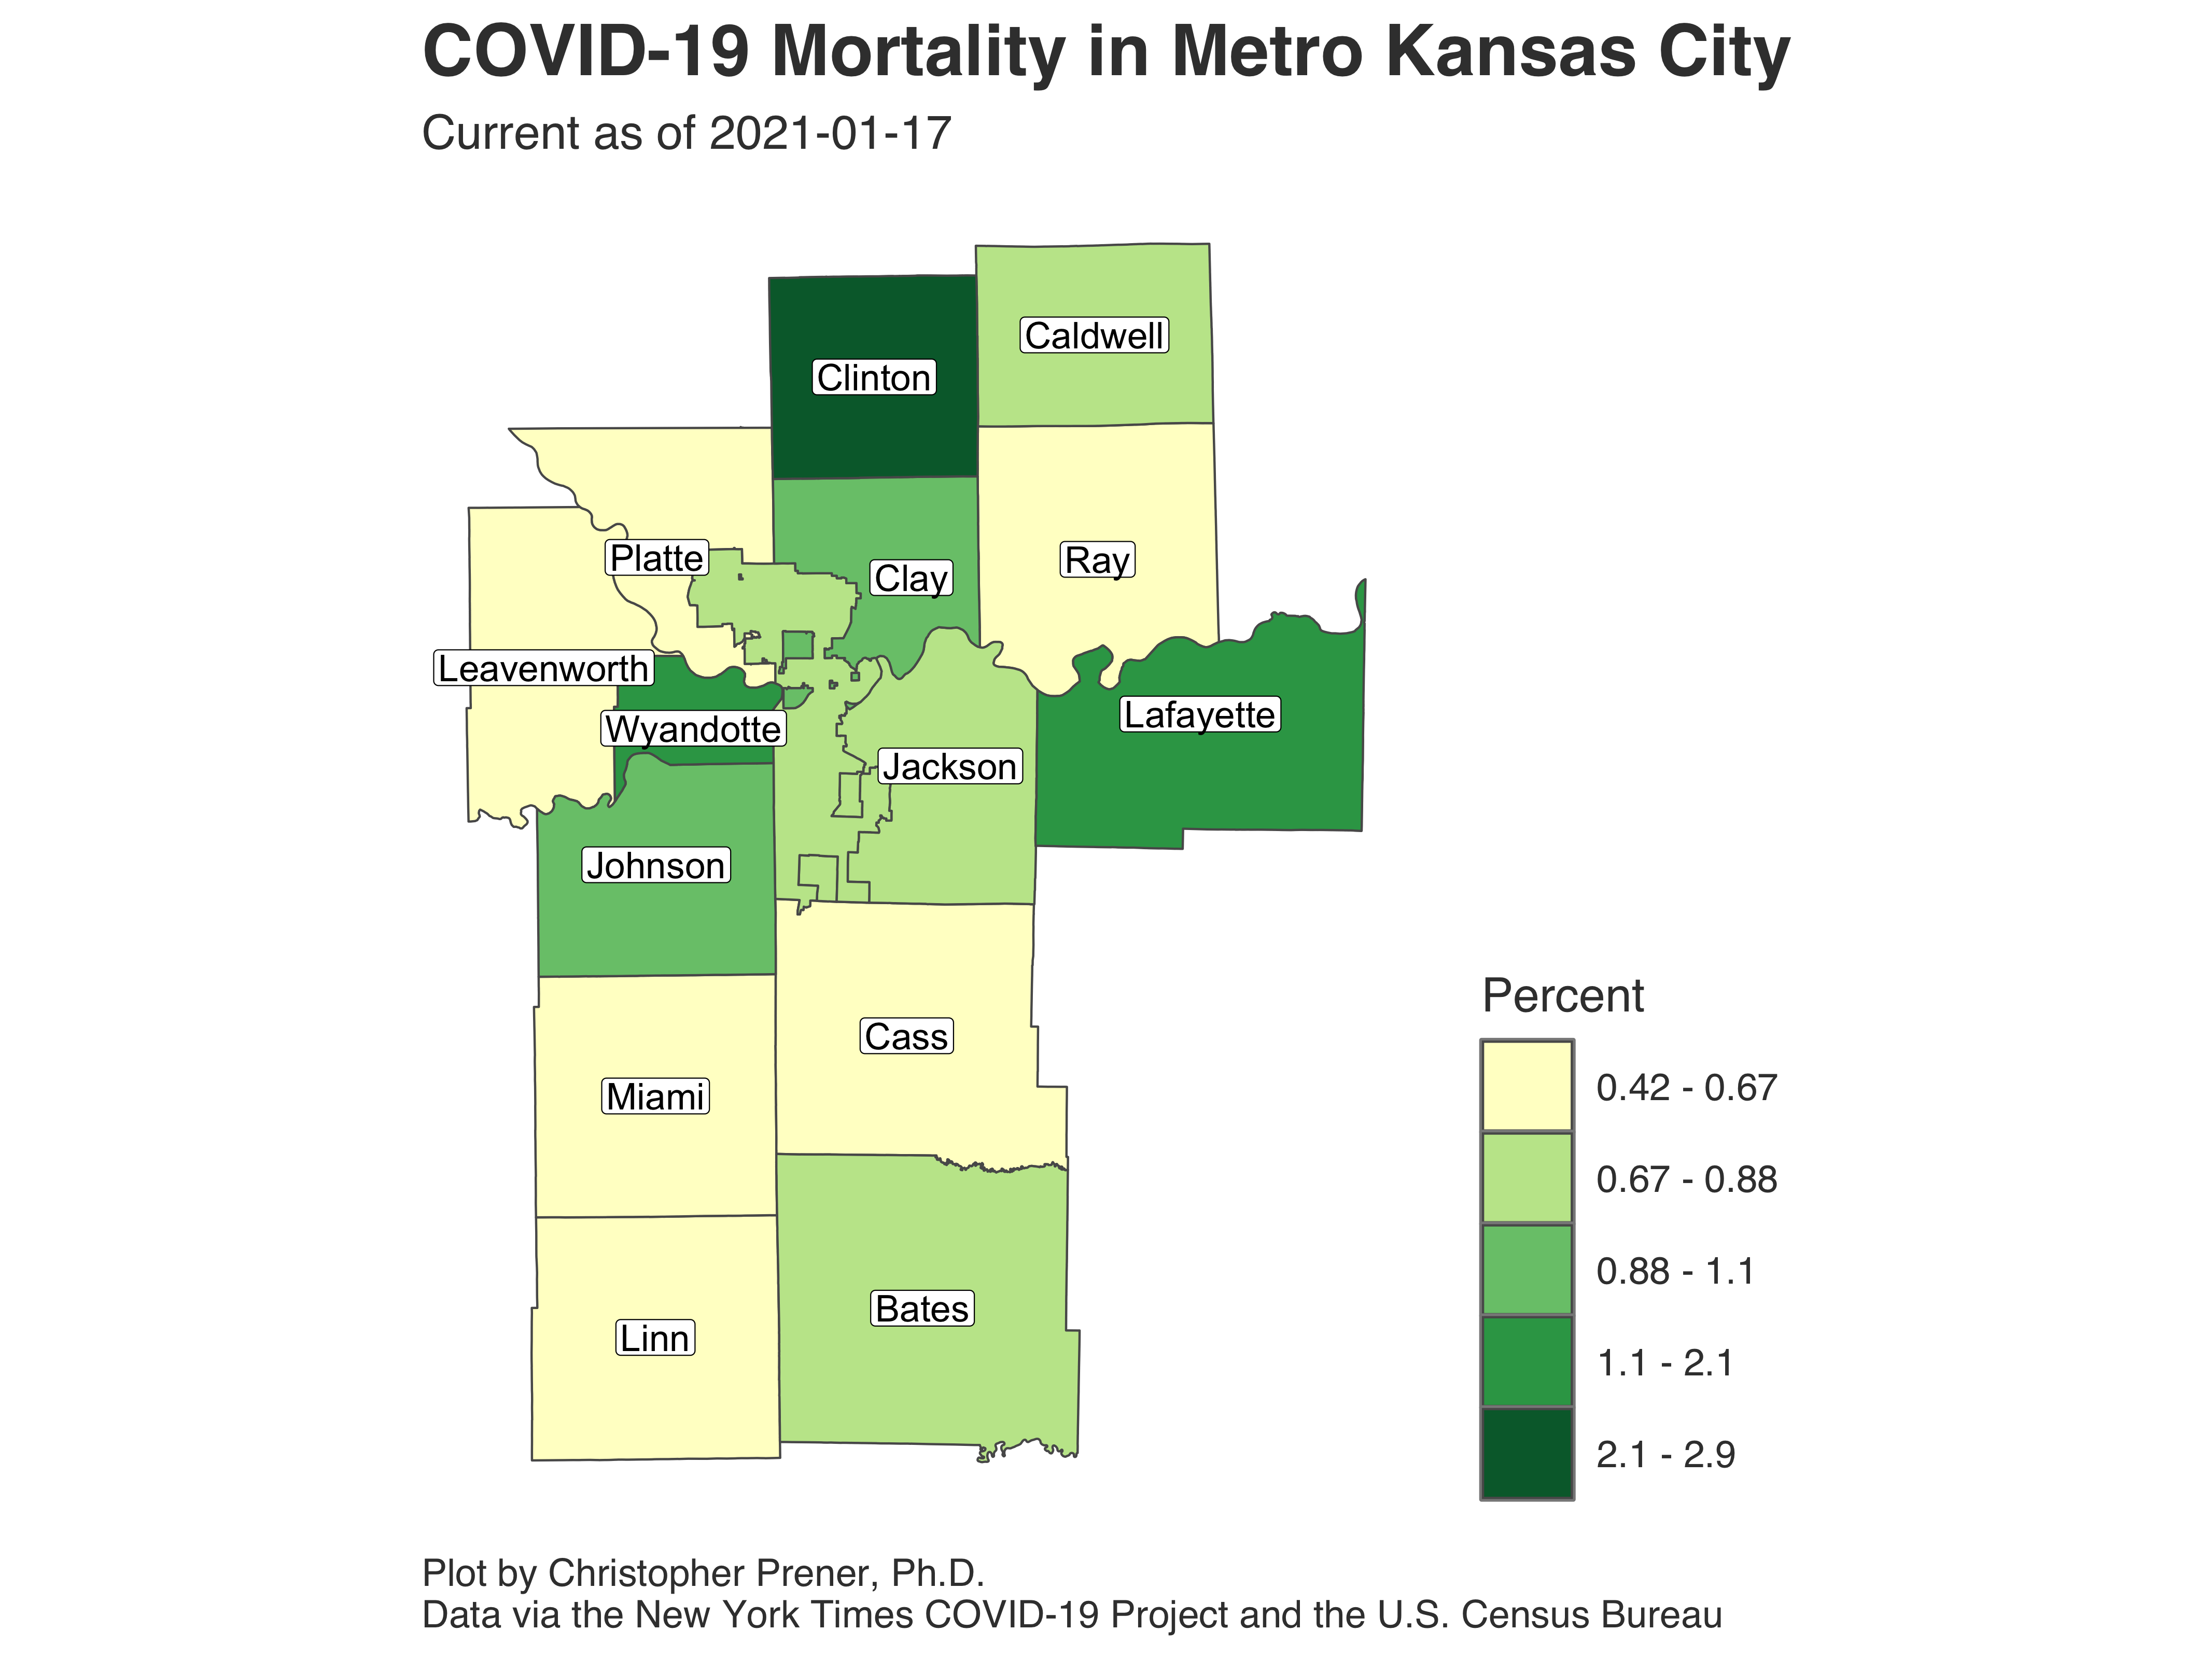 COVID-19 Mortality in Metro Kansas City
Current as of 2021-01-17
Caldwell
Clinton
Platte
Clay
Ray
Leavenworth
Wyandotte
Lafayette
Jackson
Johnson
Cass
Miami
Bates
Linn
Percent
0.42 - 0.67
0.67 - 0.88
0.88 - 1.1
1.1 - 2.1
2.1 - 2.9
Plot by Christopher Prener, Ph.D.
Data via the New York Times COVID-19 Project and the U.S. Census Bureau